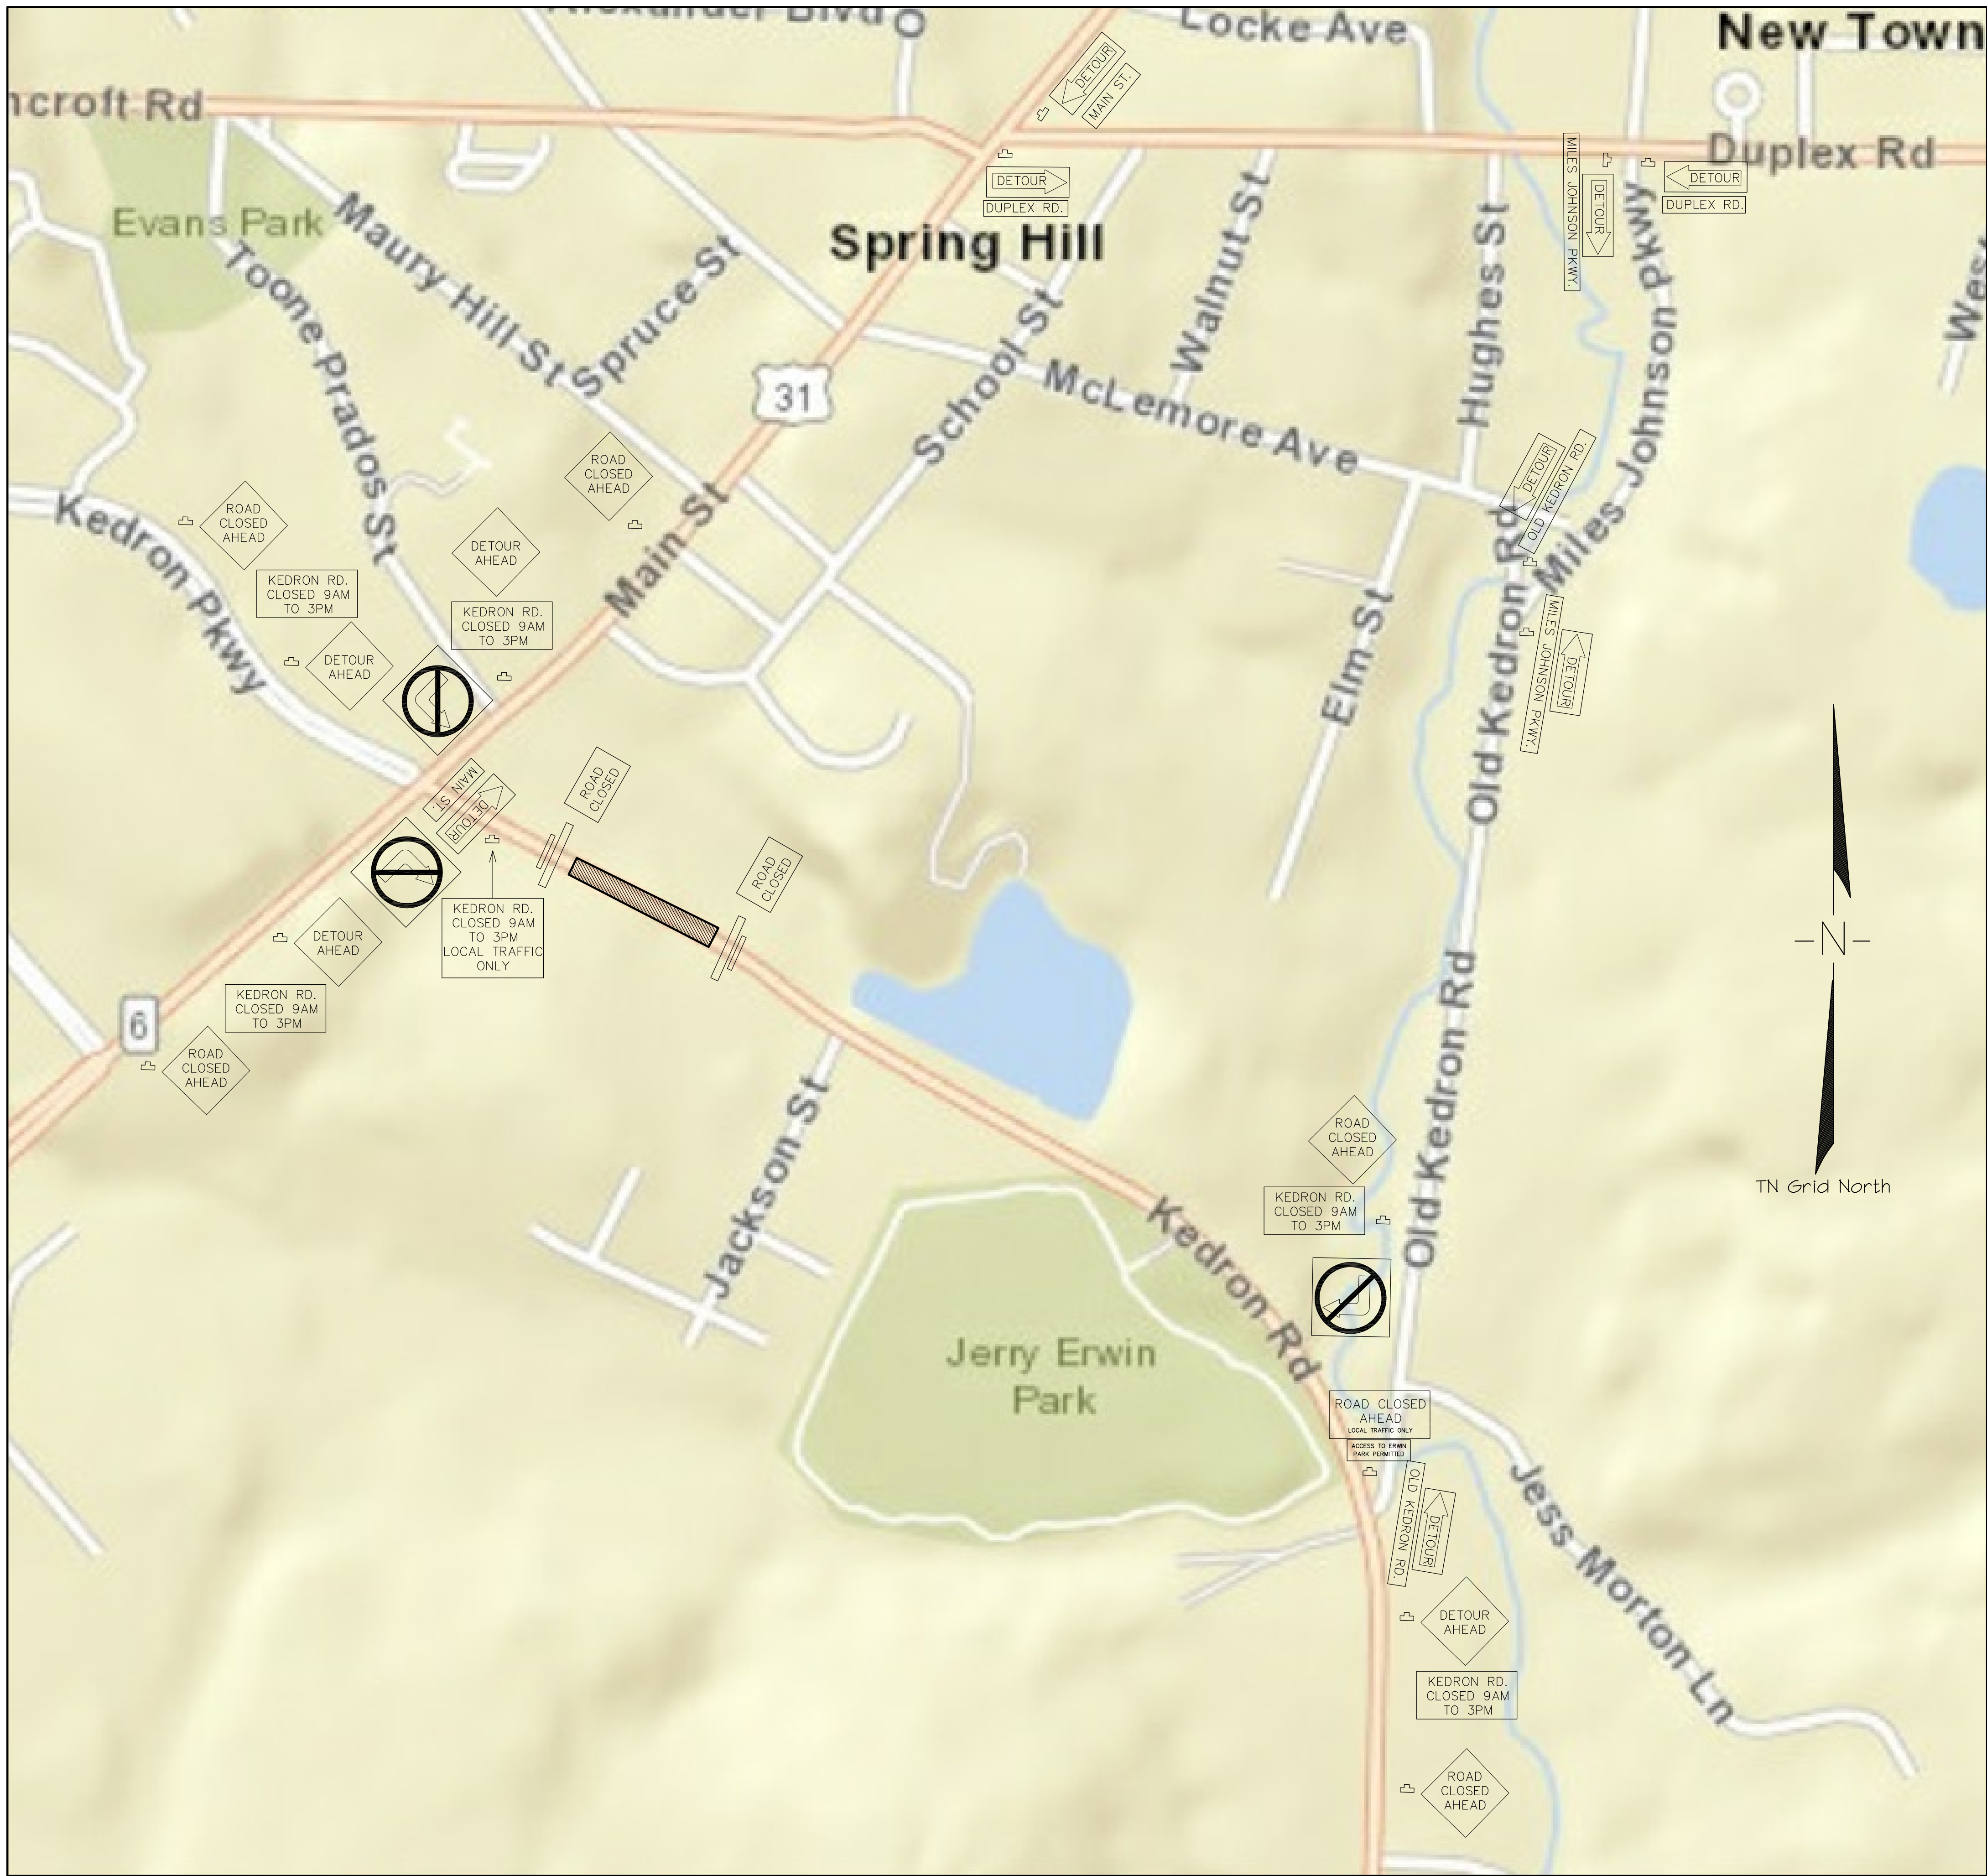 Locke Ave
New Town
DETOUR
MAIN ST.
ncroft Rd
Duplex Rd
DETOUR
DUPLEX RD.
MILES JOHNSON PKWY.
DETOUR
DETOUR
DUPLEX RD.
Evans Park
Maury Hill St
Spring Hill
Toone Prados St
Spruce St
Walnut St
Hughes St
Miles Johnson Pkwy
School St
31
McLemore Ave
DETOUR
OLD KEDRON RD.
ROAD
CLOSED
AHEAD
ROAD
CLOSED
AHEAD
DETOUR
AHEAD
Main St
Kedron Pkwy
KEDRON RD.
CLOSED 9AM
TO 3PM
KEDRON RD.
CLOSED 9AM
TO 3PM
DETOUR
AHEAD
Elm St
Old Kedron Rd
MILES JOHNSON PKWY.
DETOUR
MAIN ST.
DETOUR
ROAD
CLOSED
ROAD
CLOSED
DETOUR
AHEAD
KEDRON RD.
CLOSED 9AM
TO 3PM
LOCAL TRAFFIC
ONLY
KEDRON RD.
CLOSED 9AM
TO 3PM
6
ROAD
CLOSED
AHEAD
-N-
TN Grid North
Old Kedron Rd
Jackson St
ROAD
CLOSED
AHEAD
KEDRON RD.
CLOSED 9AM
TO 3PM
Kedron Rd
Jerry Erwin
Park
ROAD CLOSED
AHEAD
LOCAL TRAFFIC ONLY
ACCESS TO ERWIN
PARK PERMITTED
OLD KEDRON RD.
DETOUR
Jess Morton Ln
DETOUR
AHEAD
KEDRON RD.
CLOSED 9AM
TO 3PM
ROAD
CLOSED
AHEAD